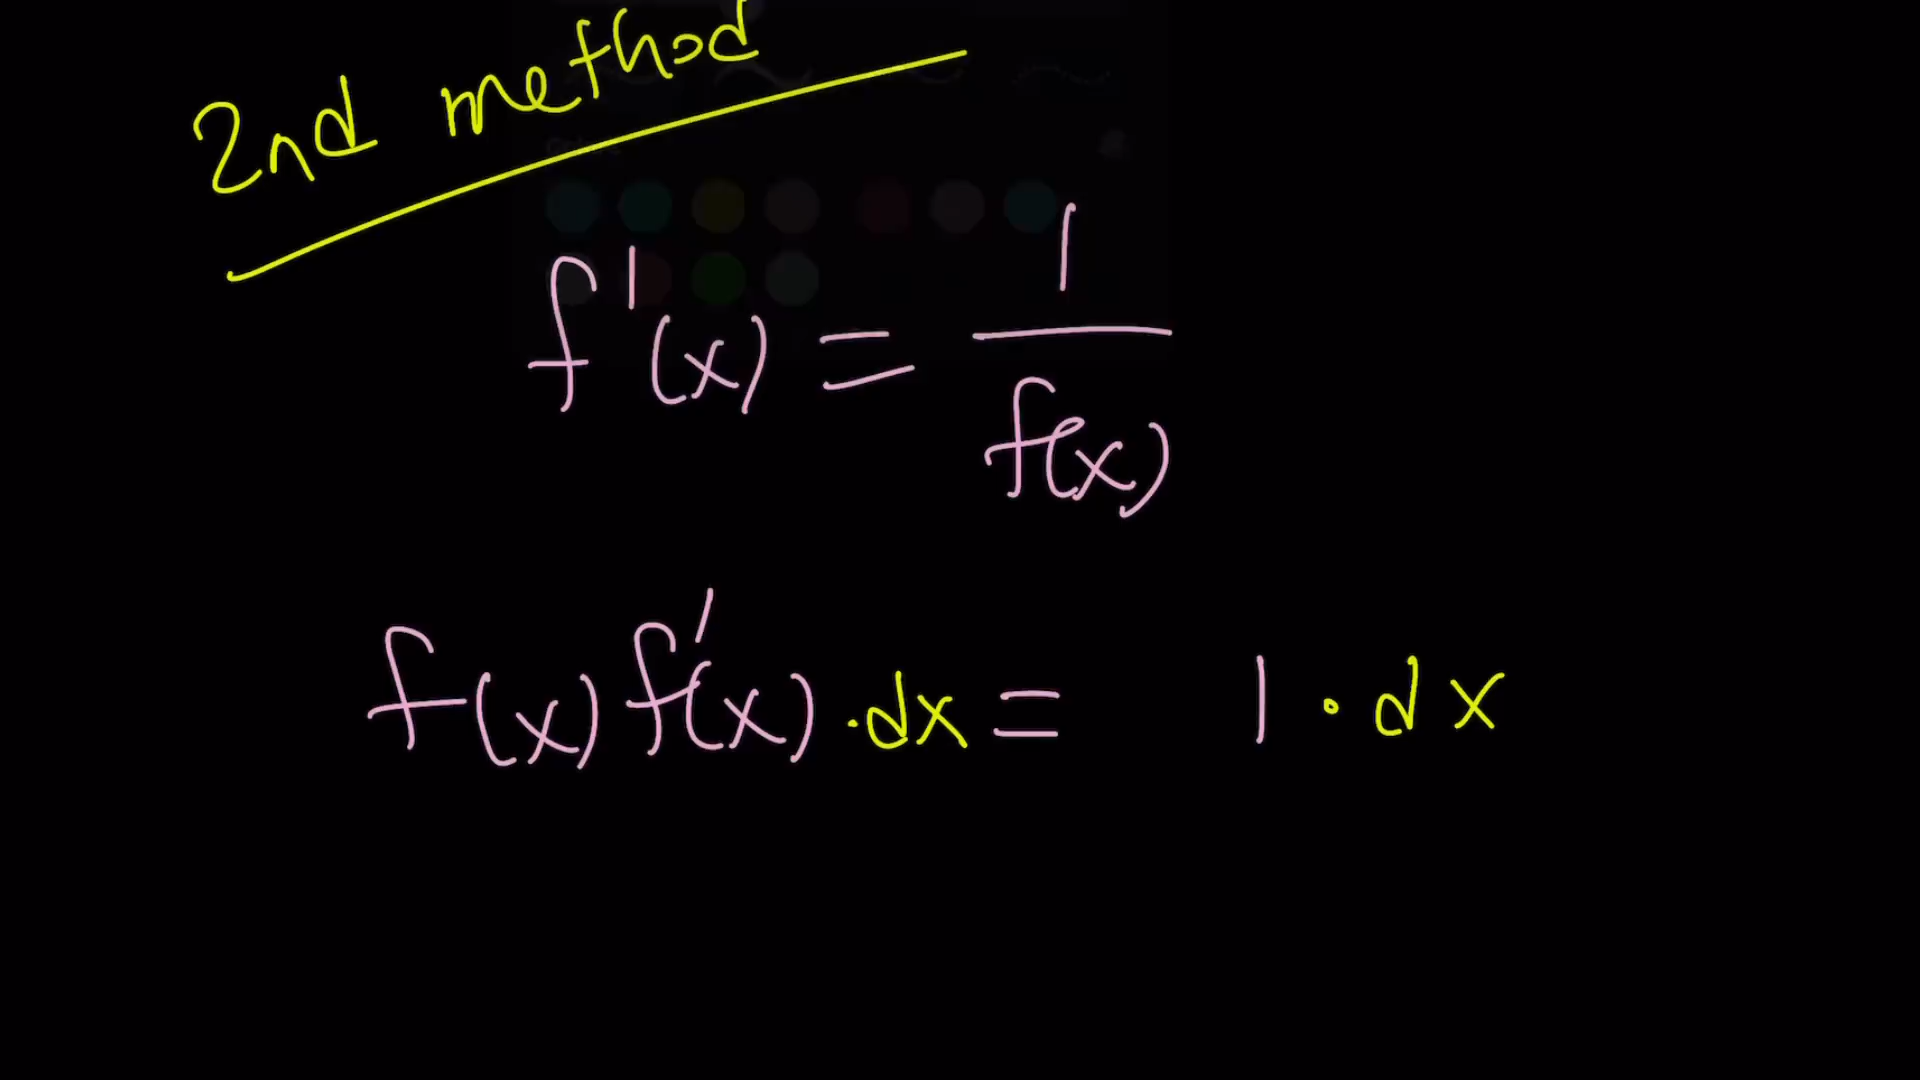 2nd method
f'(x) = 1/f(x)
f(x) f'(x) · dx = 1 · dx